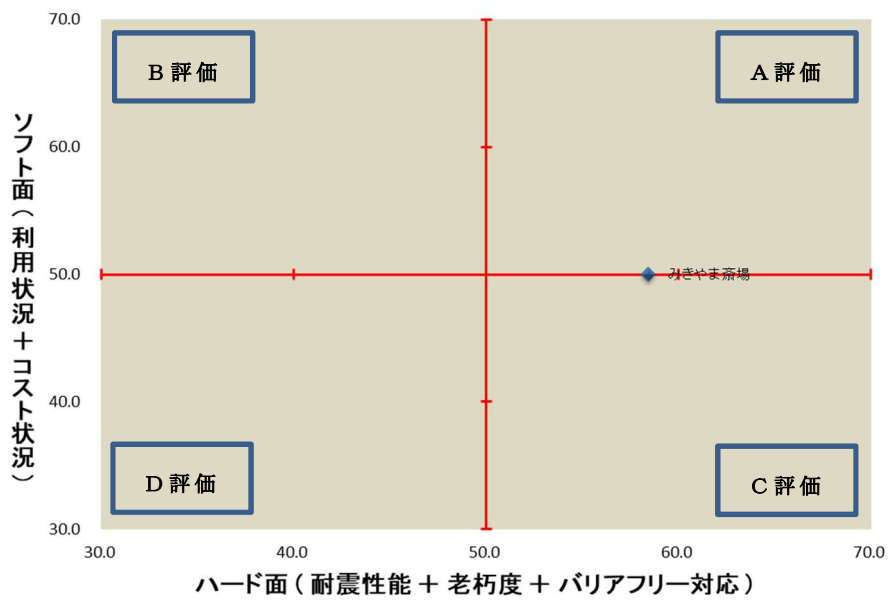 70.0
B評価
A評価
60.0
ソフト面(利用状況+コスト状況)
50.0
みきやま斎場
40.0
D評価
C評価
30.0
30.0
40.0
50.0
60.0
70.0
ハード面(耐震性能 + 老朽度 + バリアフリー対応)